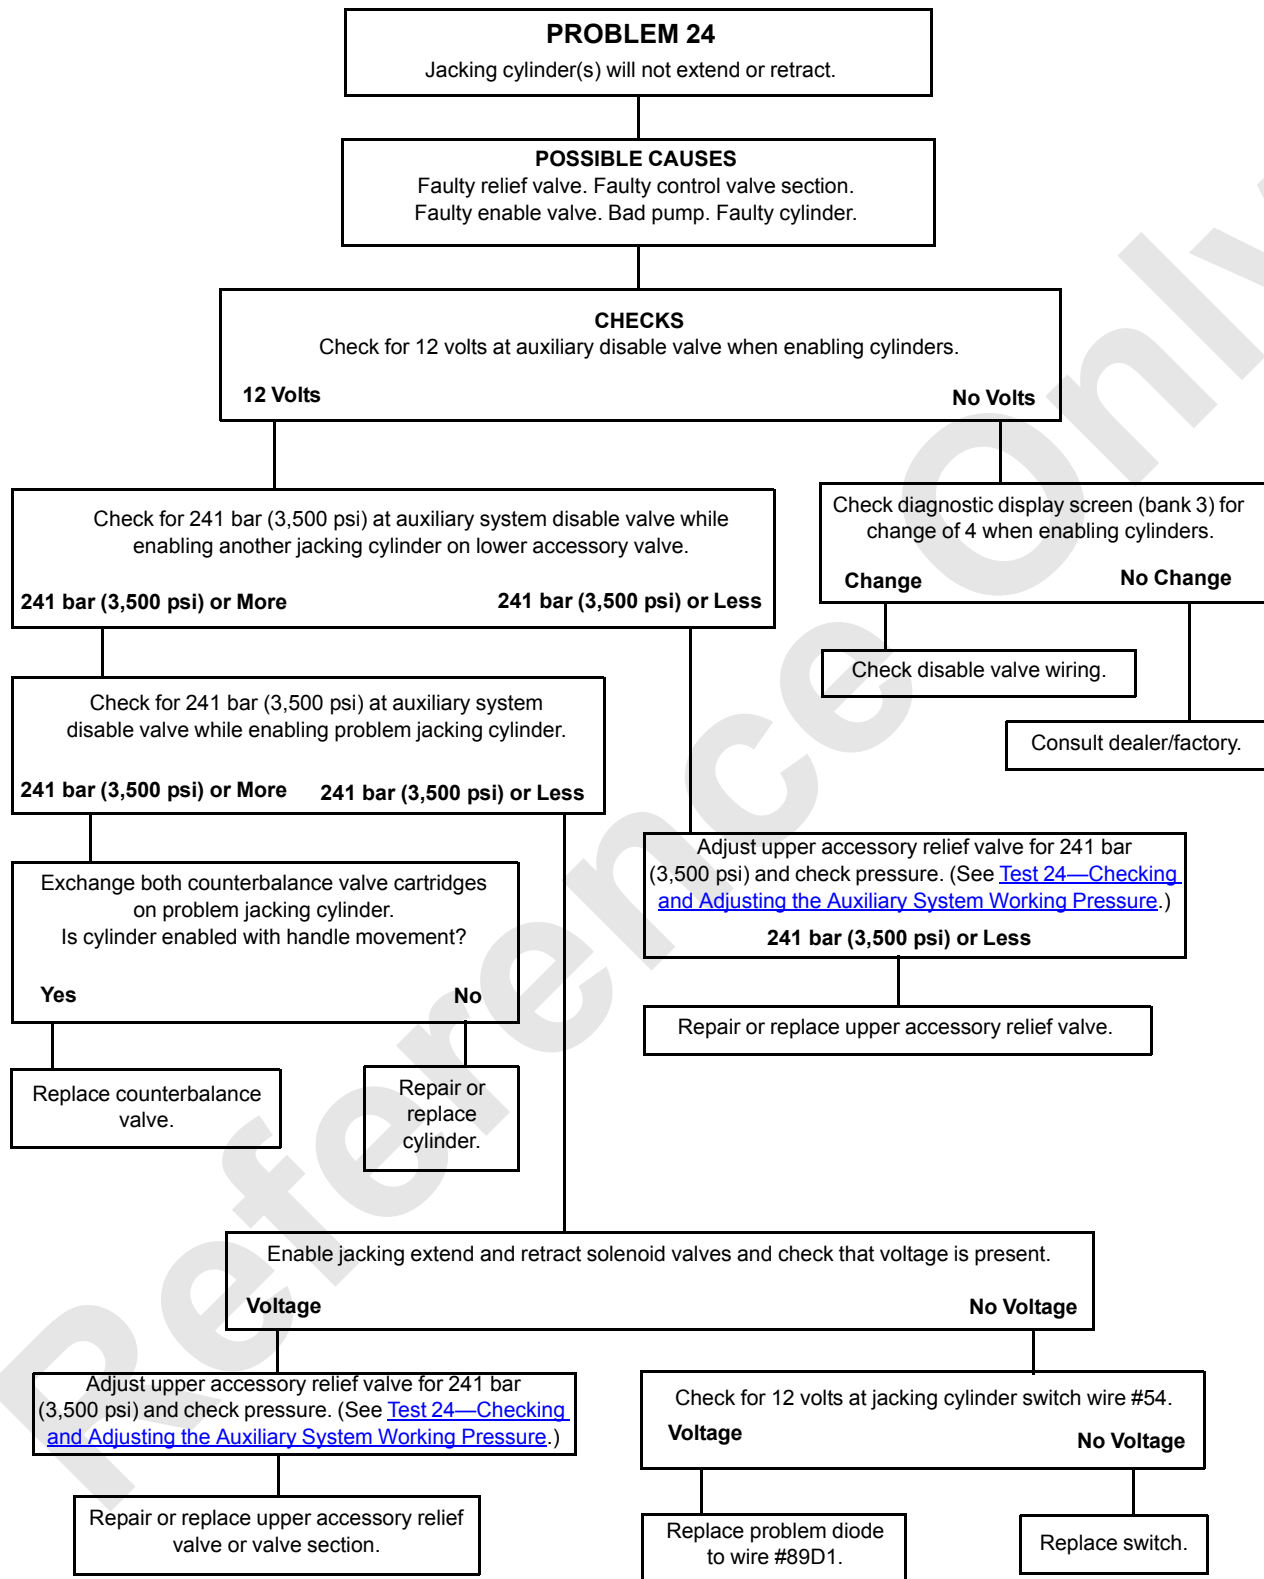 PROBLEM 24
Jacking cylinder(s) will not extend or retract.
POSSIBLE CAUSES
Faulty relief valve. Faulty control valve section.
Faulty enable valve. Bad pump. Faulty cylinder.
CHECKS
Check for 12 volts at auxiliary disable valve when enabling cylinders.
12 Volts
No Volts
Check for 241 bar (3,500 psi) at auxiliary system disable valve while
enabling another jacking cylinder on lower accessory valve.
241 bar (3,500 psi) or More
241 bar (3,500 psi) or Less
Check diagnostic display screen (bank 3) for
change of 4 when enabling cylinders.
Change
No Change
Check disable valve wiring.
Consult dealer/factory.
Check for 241 bar (3,500 psi) at auxiliary system
disable valve while enabling problem jacking cylinder.
241 bar (3,500 psi) or More
241 bar (3,500 psi) or Less
Adjust upper accessory relief valve for 241 bar
(3,500 psi) and check pressure. (See Test 24—Checking
and Adjusting the Auxiliary System Working Pressure.)
241 bar (3,500 psi) or Less
Repair or replace upper accessory relief valve.
Exchange both counterbalance valve cartridges
on problem jacking cylinder.
Is cylinder enabled with handle movement?
Yes
No
Replace counterbalance
valve.
Repair or
replace
cylinder.
Enable jacking extend and retract solenoid valves and check that voltage is present.
Voltage
No Voltage
Adjust upper accessory relief valve for 241 bar
(3,500 psi) and check pressure. (See Test 24—Checking
and Adjusting the Auxiliary System Working Pressure.)
Repair or replace upper accessory relief
valve or valve section.
Check for 12 volts at jacking cylinder switch wire #54.
Voltage
No Voltage
Replace problem diode
to wire #89D1.
Replace switch.
Reference Only